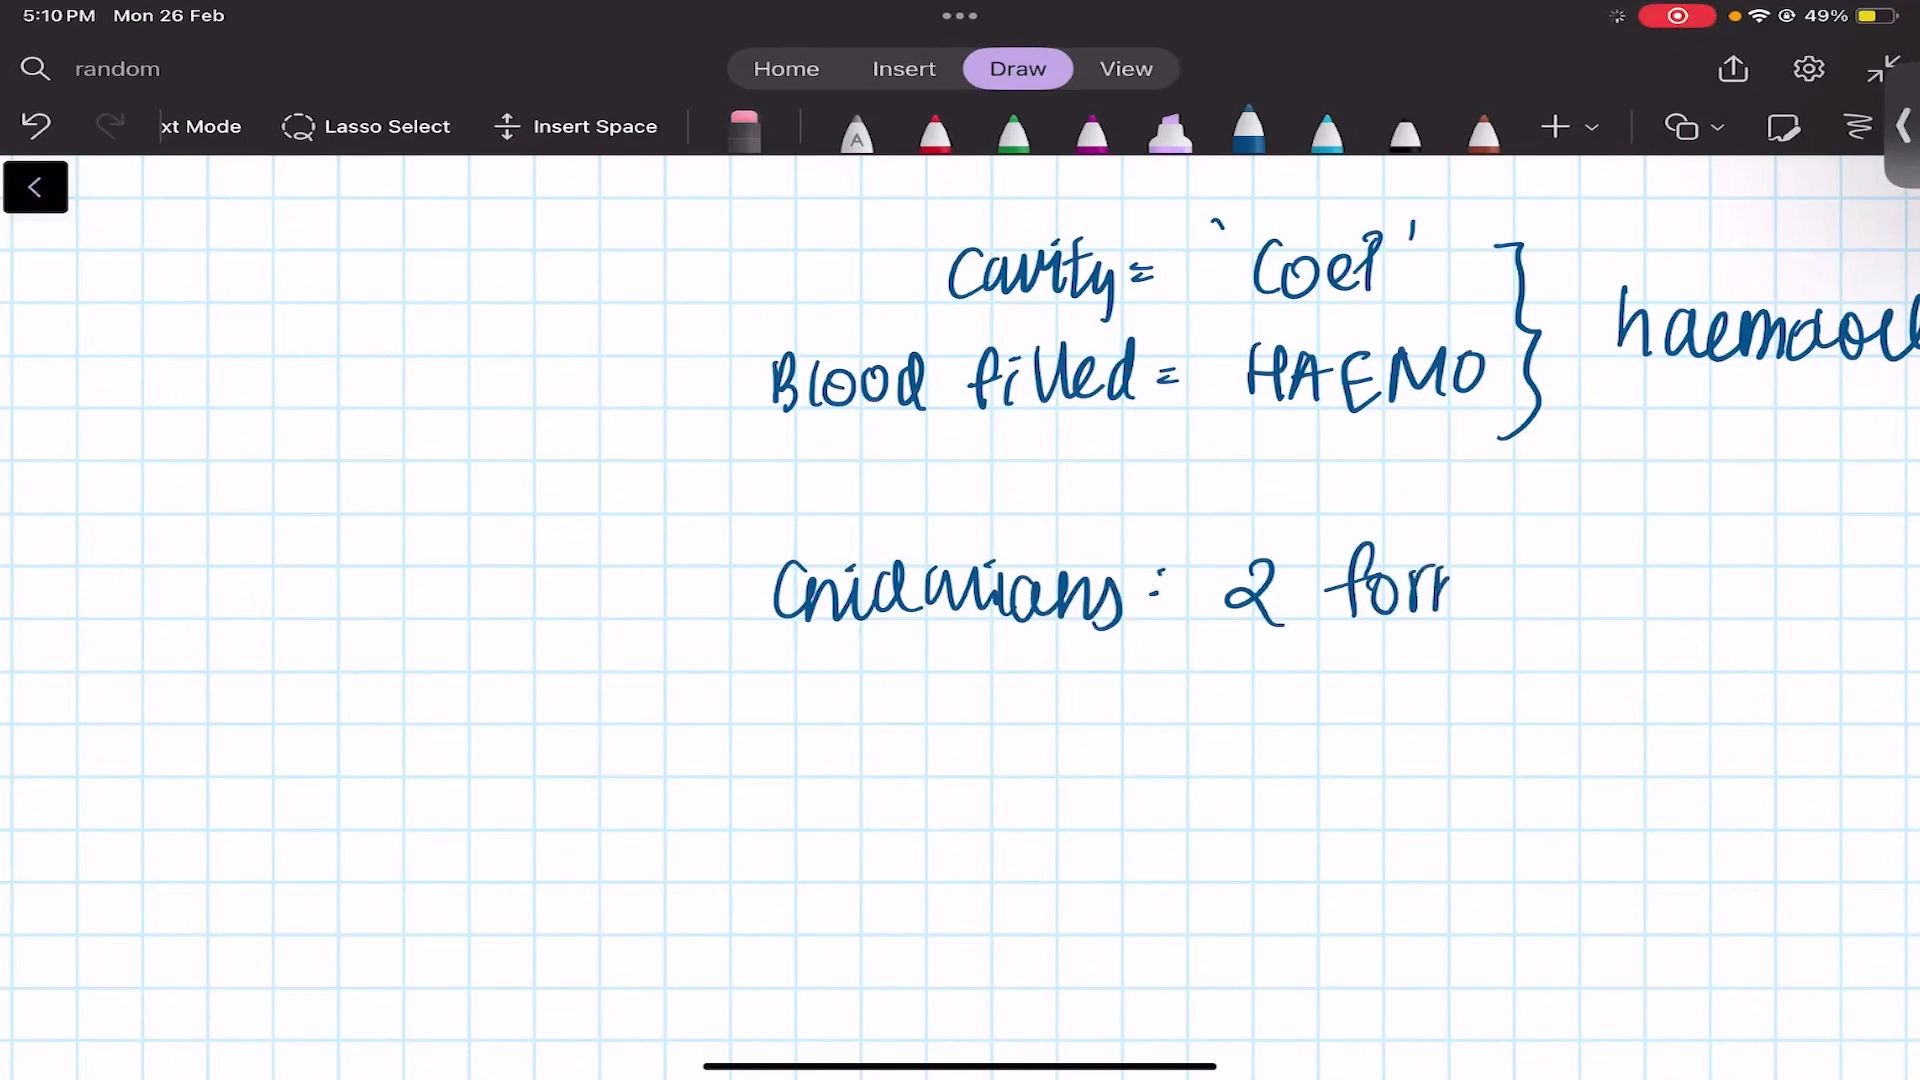 5:10 PM Mon 26 Feb
49%
random
Home Insert Draw View
xt Mode Lasso Select Insert Space
A
Cavity = 'Coel'
Blood filled = HAEMO
haemocoel
Cnidarians : 2 forr